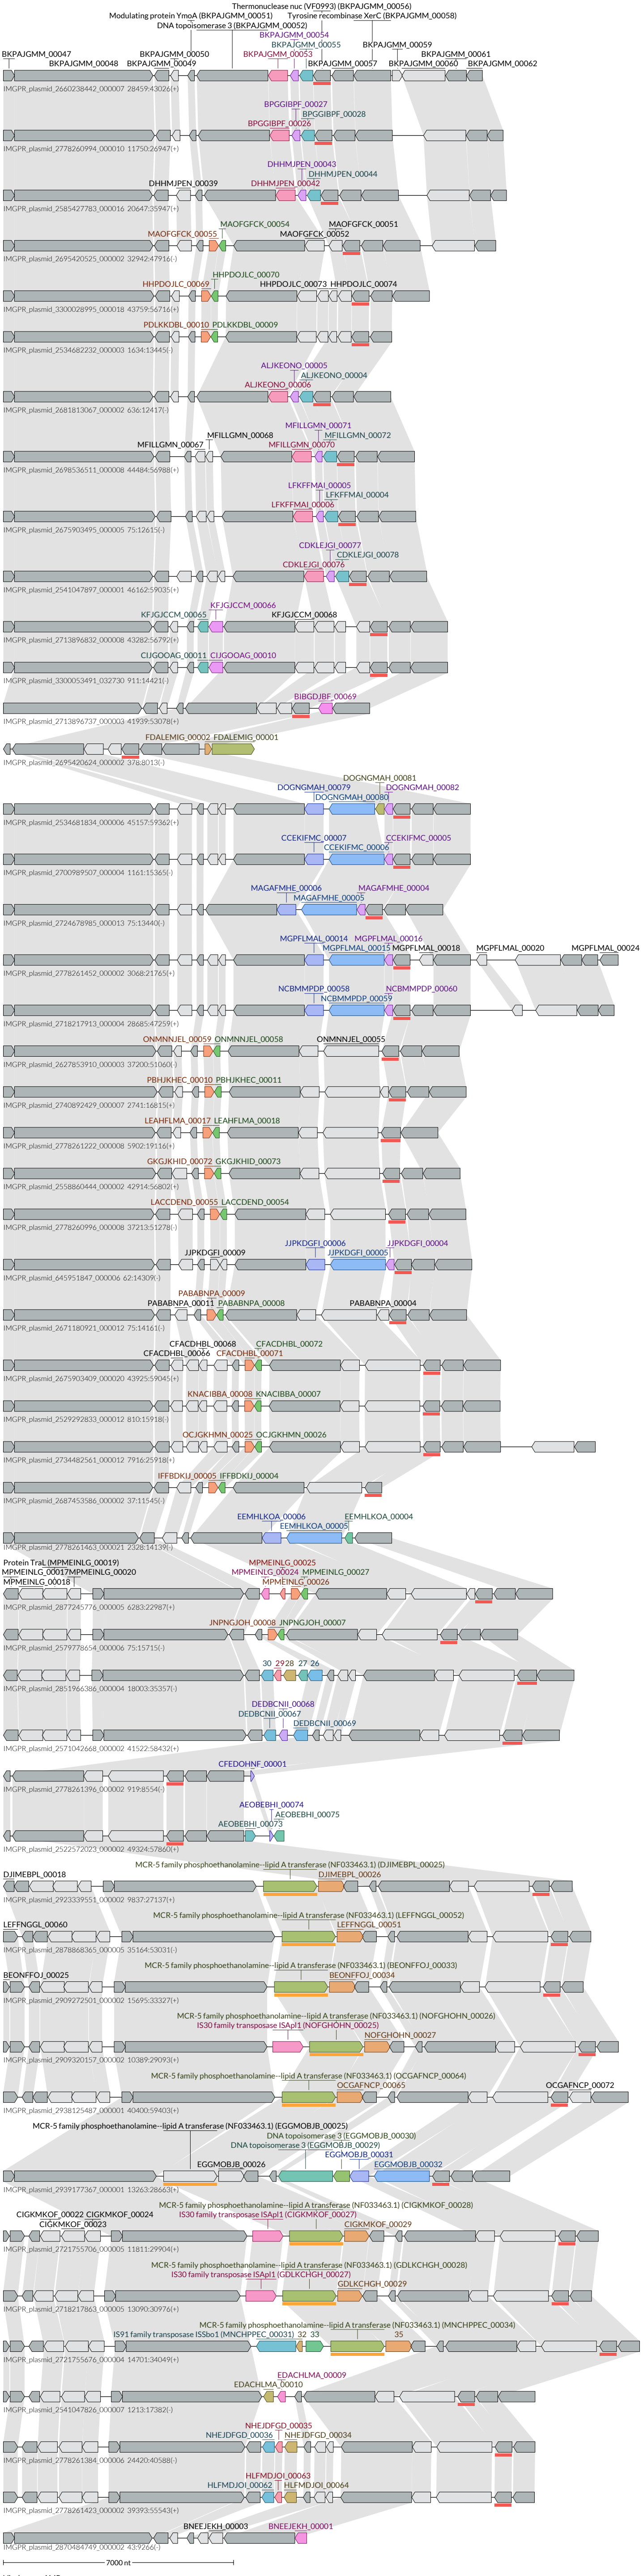 Thermonuclease nuc (VF0993) (BKPAJGMM_00056)
Modulating protein YmoA (BKPAJGMM_00051) Tyrosine recombinase XerC (BKPAJGMM_00058)
DNA topoisomerase 3 (BKPAJGMM_00052)
BKPAJGMM_00054
BKPAJGMM_00055 BKPAJGMM_00059
BKPAJGMM_00047 BKPAJGMM_00050 BKPAJGMM_00053 BKPAJGMM_00061
BKPAJGMM_00048 BKPAJGMM_00049 BKPAJGMM_00057 BKPAJGMM_00060 BKPAJGMM_00062
IMGPR_plasmid_2660238442_000007 28459:43026(+)
BPGGIBPF_00027
BPGGIBPF_00028
BPGGIBPF_00026
IMGPR_plasmid_2778260994_000010 11750:26947(+)
DHHMJPEN_00043
DHHMJPEN_00044
DHHMJPEN_00039 DHHMJPEN_00042
IMGPR_plasmid_2585427783_000016 20647:35947(+)
MAOFGFCK_00054 MAOFGFCK_00051
MAOFGFCK_00055 MAOFGFCK_00052
IMGPR_plasmid_2695420525_000002 32942:47916(-)
HHPDOJLC_00070
HHPDOJLC_00069 HHPDOJLC_00073 HHPDOJLC_00074
IMGPR_plasmid_3300028995_000018 43759:56716(+)
PDLKKDBL_00010 PDLKKDBL_00009
IMGPR_plasmid_2534682232_000003 1634:13445(-)
ALJKEONO_00005
ALJKEONO_00004
ALJKEONO_00006
IMGPR_plasmid_2681813067_000002 636:12417(-)
MFILLGMN_00071
MFILLGMN_00068 MFILLGMN_00072
MFILLGMN_00067 MFILLGMN_00070
IMGPR_plasmid_2698536511_000008 44484:56988(+)
LFKFFMAI_00005
LFKFFMAI_00004
LFKFFMAI_00006
IMGPR_plasmid_2675903495_000005 75:12615(-)
CDKLEJGI_00077
CDKLEJGI_00078
CDKLEJGI_00076
IMGPR_plasmid_2541047897_000001 46162:59035(+)
KFJGJCCM_00066
KFJGJCCM_00065 KFJGJCCM_00068
IMGPR_plasmid_2713896832_000008 43282:56792(+)
CIJGOOAG_00011 CIJGOOAG_00010
IMGPR_plasmid_3300053491_032730 911:14421(-)
BIBGDJBF_00069
IMGPR_plasmid_2713896737_000003 41939:53078(+)
FDALEMIG_00002 FDALEMIG_00001
IMGPR_plasmid_2695420624_000002 378:8013(-)
DOGNGMAH_00081
DOGNGMAH_00079 DOGNGMAH_00082
DOGNGMAH_00080
IMGPR_plasmid_2534681834_000006 45157:59362(+)
CCEKIFMC_00007 CCEKIFMC_00005
CCEKIFMC_00006
IMGPR_plasmid_2700989507_000004 1161:15365(-)
MAGAFMHE_00006 MAGAFMHE_00004
MAGAFMHE_00005
IMGPR_plasmid_2724678985_000013 75:13440(-)
MGPFLMAL_00014 MGPFLMAL_00016
MGPFLMAL_00015 MGPFLMAL_00018 MGPFLMAL_00020 MGPFLMAL_00024
IMGPR_plasmid_2778261452_000002 3068:21765(+)
NCBMMPDP_00058 NCBMMPDP_00060
NCBMMPDP_00059
IMGPR_plasmid_2718217913_000004 28685:47259(+)
ONMNNJEL_00059 ONMNNJEL_00058 ONMNNJEL_00055
IMGPR_plasmid_2627853910_000003 37200:51060(-)
PBHJKHEC_00010 PBHJKHEC_00011
IMGPR_plasmid_2740892429_000007 2741:16815(+)
LEAHFLMA_00017 LEAHFLMA_00018
IMGPR_plasmid_2778261222_000008 5902:19116(+)
GKGJKHID_00072 GKGJKHID_00073
IMGPR_plasmid_2558860444_000002 42914:56802(+)
LACCDEND_00055 LACCDEND_00054
IMGPR_plasmid_2778260996_000008 37213:51278(-)
JJPKDGFI_00006 JJPKDGFI_00004
JJPKDGFI_00009 JJPKDGFI_00005
IMGPR_plasmid_645951847_000006 62:14309(-)
PABABNPA_00009
PABABNPA_00011 PABABNPA_00008 PABABNPA_00004
IMGPR_plasmid_2671180921_000012 75:14161(-)
CFACDHBL_00068 CFACDHBL_00072
CFACDHBL_00066 CFACDHBL_00071
IMGPR_plasmid_2675903409_000020 43925:59045(+)
KNACIBBA_00008 KNACIBBA_00007
IMGPR_plasmid_2529292833_000012 810:15918(-)
OCJGKHMN_00025 OCJGKHMN_00026
IMGPR_plasmid_2734482561_000012 7916:25918(+)
IFFBDKIJ_00005 IFFBDKIJ_00004
IMGPR_plasmid_2687453586_000002 37:11545(-)
EEMHLKOA_00006 EEMHLKOA_00004
EEMHLKOA_00005
IMGPR_plasmid_2778261463_000021 2328:14139(-)
Protein TraL (MPMEINLG_00019) MPMEINLG_00025
MPMEINLG_00017 MPMEINLG_00020 MPMEINLG_00024 MPMEINLG_00027
MPMEINLG_00018 MPMEINLG_00026
IMGPR_plasmid_2877245776_000005 6283:22987(+)
JNPNGJOH_00008 JNPNGJOH_00007
IMGPR_plasmid_2579778654_000006 75:15715(-)
30 29 28 27 26
IMGPR_plasmid_2851966386_000004 18003:35357(-)
DEDBCNII_00068
DEDBCNII_00067
DEDBCNII_00069
IMGPR_plasmid_2571042668_000002 41522:58432(+)
CFEDOHNF_00001
IMGPR_plasmid_2778261396_000002 919:8554(-)
AEOBEBHI_00074
AEOBEBHI_00075
AEOBEBHI_00073
IMGPR_plasmid_2522572023_000002 49324:57860(+)
MCR-5 family phosphoethanolamine--lipid A transferase (NF033463.1) (DJIMEBPL_00025)
DJIMEBPL_00018 DJIMEBPL_00026
IMGPR_plasmid_2923339551_000002 9837:27137(+)
MCR-5 family phosphoethanolamine--lipid A transferase (NF033463.1) (LEFFNGGL_00052)
LEFFNGGL_00060 LEFFNGGL_00051
IMGPR_plasmid_2878868365_000005 35164:53031(-)
MCR-5 family phosphoethanolamine--lipid A transferase (NF033463.1) (BEONFFOJ_00033)
BEONFFOJ_00025 BEONFFOJ_00034
IMGPR_plasmid_2909272501_000002 15695:33327(+)
MCR-5 family phosphoethanolamine--lipid A transferase (NF033463.1) (NOFGHOHN_00026)
IS30 family transposase ISApl1 (NOFGHOHN_00025)
NOFGHOHN_00027
IMGPR_plasmid_2909320157_000002 10389:29093(+)
MCR-5 family phosphoethanolamine--lipid A transferase (NF033463.1) (OCGAFNCP_00064)
OCGAFNCP_00065 OCGAFNCP_00072
IMGPR_plasmid_2938125487_000001 40400:59403(+)
MCR-5 family phosphoethanolamine--lipid A transferase (NF033463.1) (EGGMOBJB_00025)
DNA topoisomerase 3 (EGGMOBJB_00030)
DNA topoisomerase 3 (EGGMOBJB_00029)
EGGMOBJB_00031
EGGMOBJB_00026 EGGMOBJB_00032
IMGPR_plasmid_2939177367_000001 13263:28663(+)
MCR-5 family phosphoethanolamine--lipid A transferase (NF033463.1) (CIGKMKOF_00028)
CIGKMKOF_00022 CIGKMKOF_00024 IS30 family transposase ISApl1 (CIGKMKOF_00027)
CIGKMKOF_00023 CIGKMKOF_00029
IMGPR_plasmid_2721755706_000005 11811:29904(+)
MCR-5 family phosphoethanolamine--lipid A transferase (NF033463.1) (GDLKCHGH_00028)
IS30 family transposase ISApl1 (GDLKCHGH_00027)
GDLKCHGH_00029
IMGPR_plasmid_2718217863_000005 13090:30976(+)
MCR-5 family phosphoethanolamine--lipid A transferase (NF033463.1) (MNCHPPEC_00034)
IS91 family transposase ISSbo1 (MNCHPPEC_00031) 32 33 35
IMGPR_plasmid_2721755676_000004 14701:34049(+)
EDACHLMA_00009
EDACHLMA_00010
IMGPR_plasmid_2541047826_000007 1213:17382(-)
NHEJDFGD_00035
NHEJDFGD_00036 NHEJDFGD_00034
IMGPR_plasmid_2778261384_000006 24420:40588(-)
HLFMDJOI_00063
HLFMDJOI_00062 HLFMDJOI_00064
IMGPR_plasmid_2778261423_000002 39393:55543(+)
BNEEJEKH_00003 BNEEJEKH_00001
IMGPR_plasmid_2870484749_000002 43:9266(-)
7000 nt